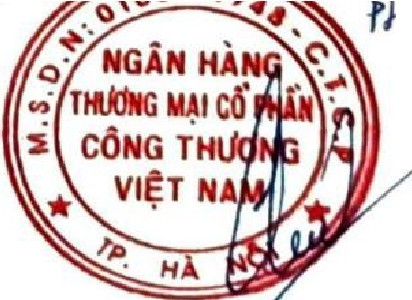 M.S.D.N: - C.T.C.P
NGÂN HÀNG
THƯƠNG MẠI CỔ PHẦN
CÔNG THƯƠNG
VIỆT NAM
TP. HÀ NỘI